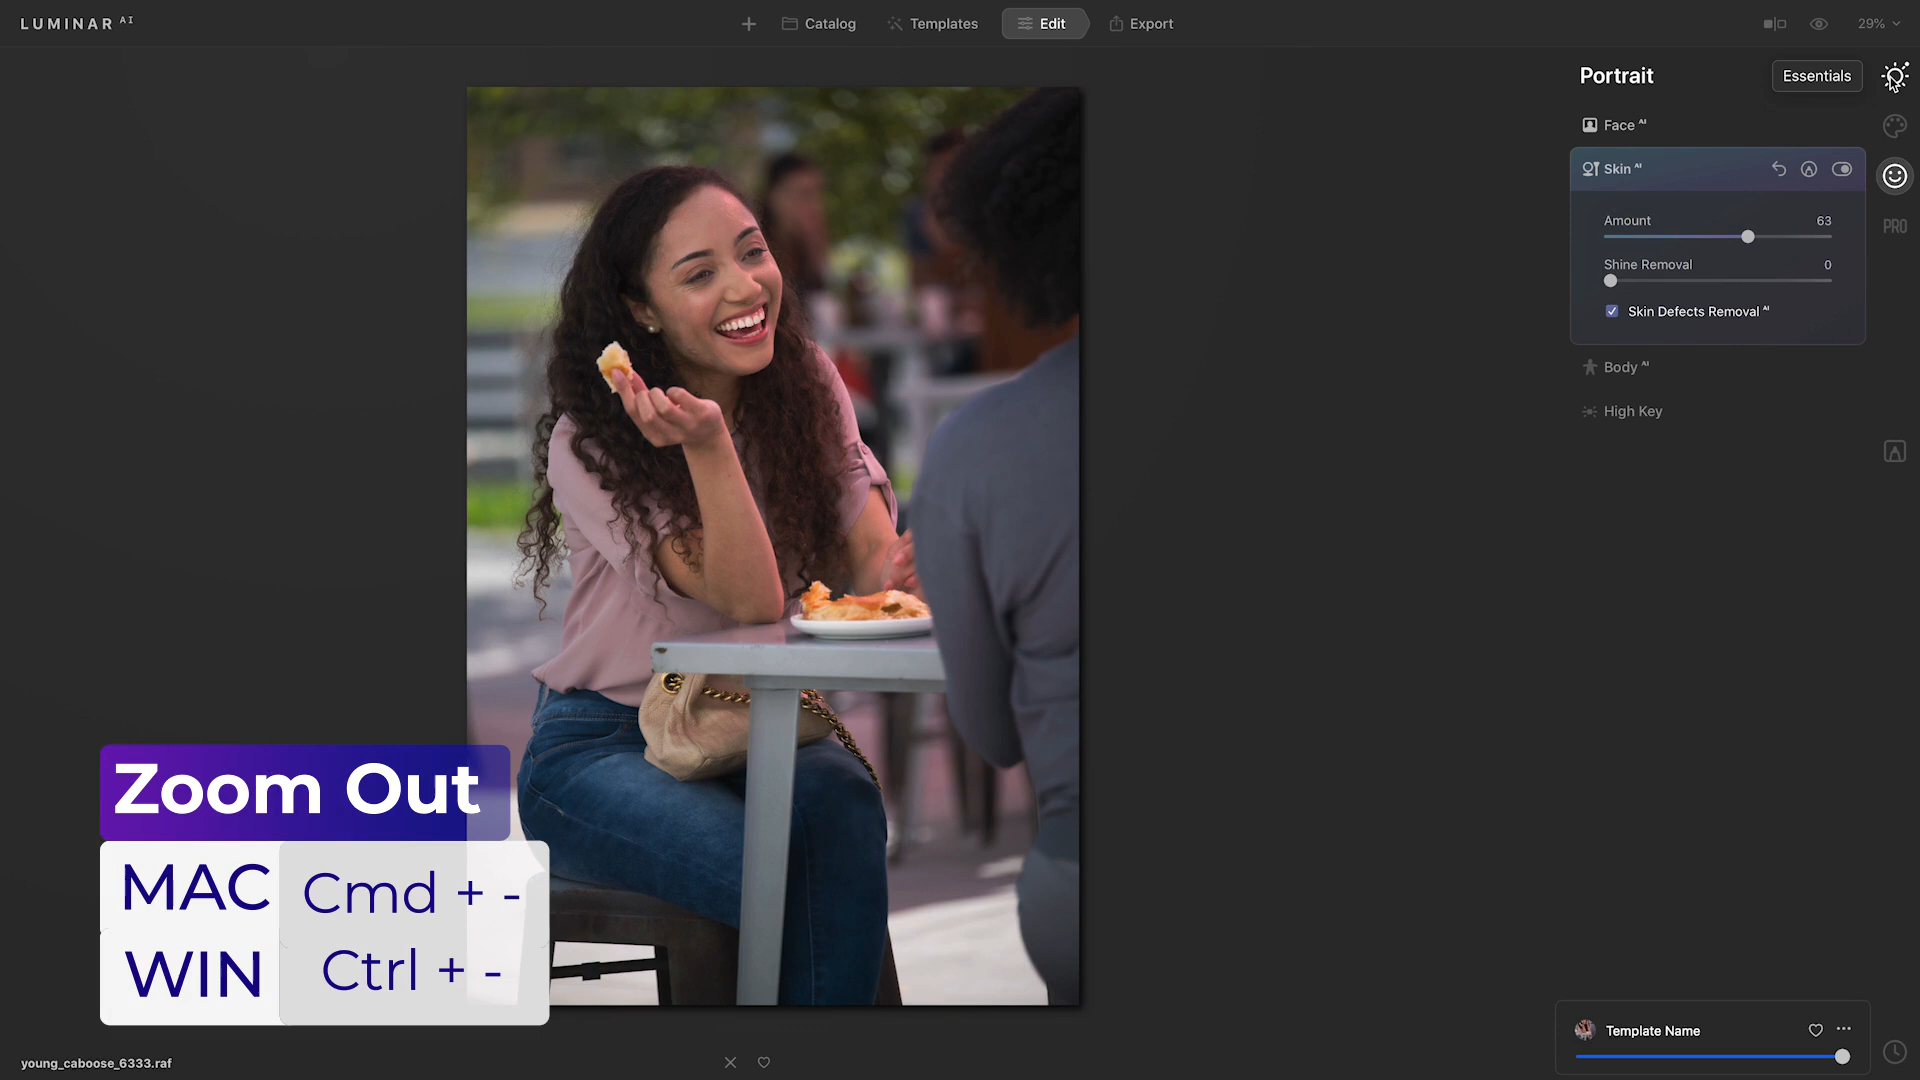 LUMINAR AI
Catalog
Templates
Edit
Export
29%
Portrait
Essentials
Face AI
Skin AI
Amount 63
Shine Removal 0
Skin Defects Removal AI
Body AI
High Key
PRO
Zoom Out
MAC Cmd + -
WIN Ctrl + -
Template Name
young_caboose_6333.raf